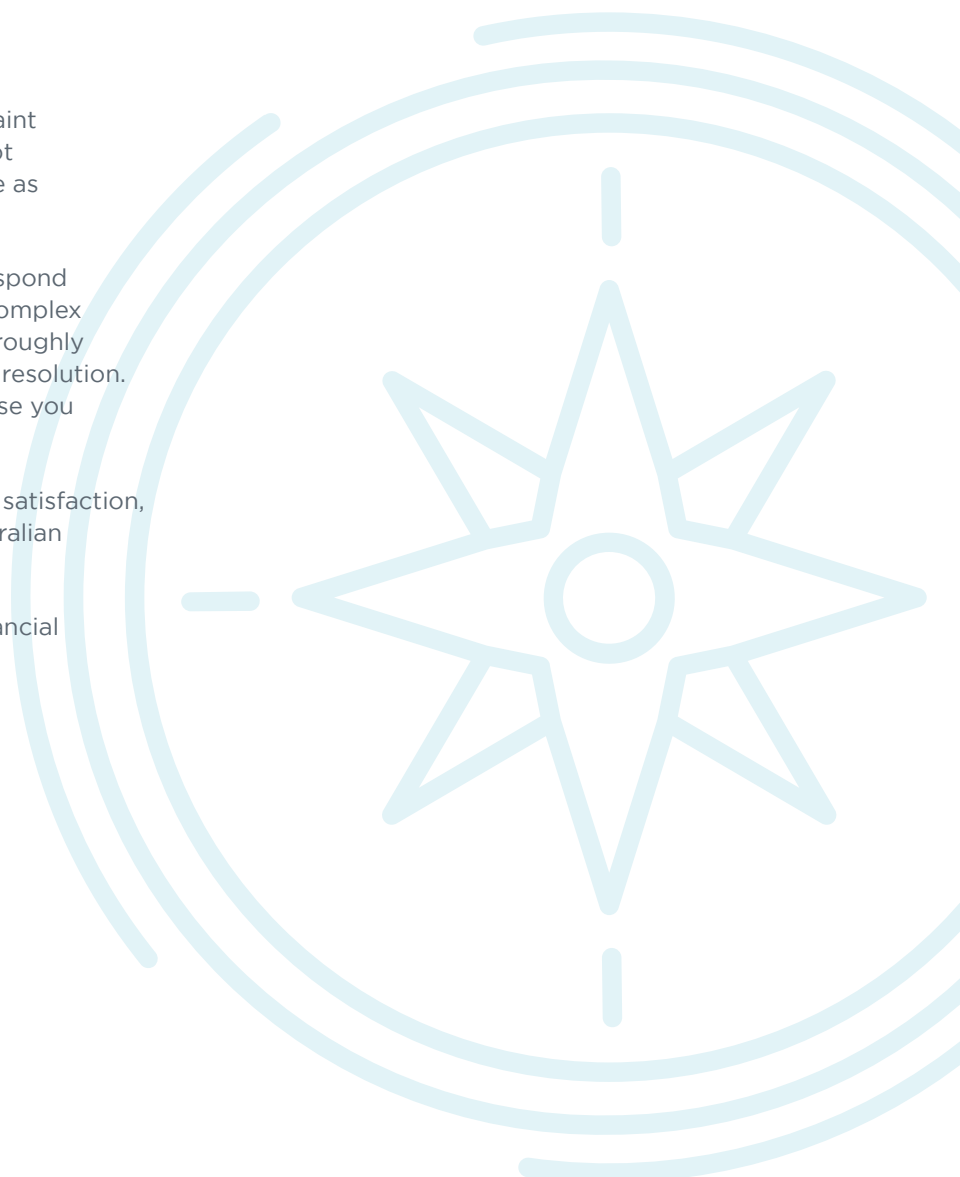 aint
ot
e as
spond
omplex
roughly
resolution.
se you
satisfaction,
ralian
ancial